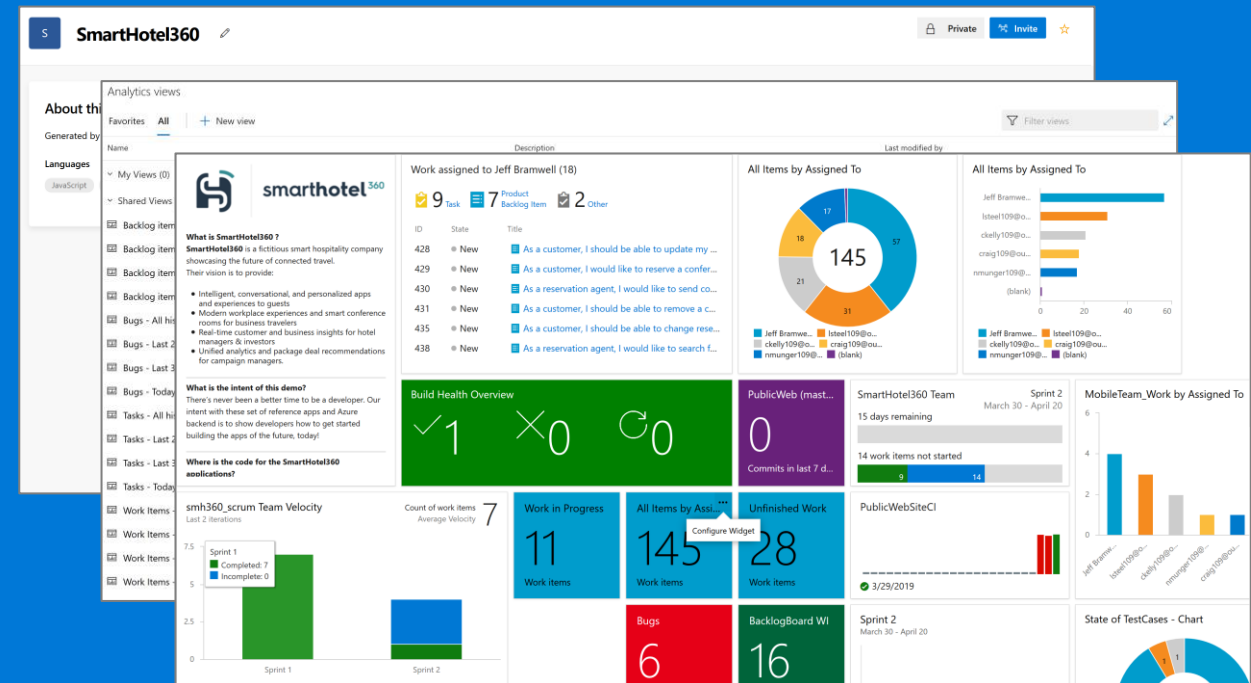 S
SmartHotel360
Private
Invite
About thi
Generated by
Languages
JavaScript
Analytics views
Favorites All + New view
Filter views
Name Description Last modified by
My Views (0)
Shared Views
Backlog item
Backlog item
Backlog item
Backlog item
Bugs - All his
Bugs - Last 2
Bugs - Last 3
Bugs - Today
Tasks - All hi
Tasks - Last 2
Tasks - Last 3
Tasks - Today
Work Items -
Work Items -
Work Items -
Work Items -
smarthotel360
What is SmartHotel360 ?
SmartHotel360 is a fictitious smart hospitality company
showcasing the future of connected travel.
Their vision is to provide:
• Intelligent, conversational, and personalized apps
and experiences to guests
• Modern workplace experiences and smart conference
rooms for business travelers
• Real-time customer and business insights for hotel
managers & investors
• Unified analytics and package deal recommendations
for campaign managers.
What is the intent of this demo?
There's never been a better time to be a developer. Our
intent with these set of reference apps and Azure
backend is to show developers how to get started
building the apps of the future, today!
Where is the code for the SmartHotel360
applications?
Work assigned to Jeff Bramwell (18)
9 Task 7 Product Backlog Item 2 Other
ID State Title
428 New As a customer, I should be able to update my ...
429 New As a customer, I would like to reserve a confer...
430 New As a reservation agent, I would like to send co...
431 New As a customer, I should be able to remove a c...
435 New As a customer, I should be able to change rese...
438 New As a reservation agent, I would like to search f...
All Items by Assigned To
17
57
18
145
21
31
Jeff Bramwe... lsteel109@o...
ckelly109@o... craig109@ou...
nmunger109@... (blank)
All Items by Assigned To
Jeff Bramwe...
lsteel109@o...
ckelly109@o...
craig109@ou...
nmunger109@...
(blank)
0 20 40 60
Jeff Bramwe... lsteel109@o...
ckelly109@o... craig109@ou...
nmunger109@... (blank)
Build Health Overview
1 0 0
PublicWeb (mast...
0
Commits in last 7 d...
SmartHotel360 Team Sprint 2
March 30 - April 20
15 days remaining
14 work items not started
9 14
MobileTeam_Work by Assigned To
6
4
2
0
Jeff Bramw... lsteel109@o... ckelly109@o... nmunger109... craig109@ou...
smh360_scrum Team Velocity
Last 2 iterations
Count of work items
Average Velocity
7
7.5
5
2.5
0
Sprint 1
Completed: 7
Incomplete: 0
Sprint 1 Sprint 2
Work in Progress
11
Work items
All Items by Assi... ...
145
Work items
Configure Widget
Unfinished Work
28
Work items
PublicWebSiteCI
3/29/2019
Bugs
6
BacklogBoard WI
16
Sprint 2
March 30 - April 20
State of TestCases - Chart
1 1